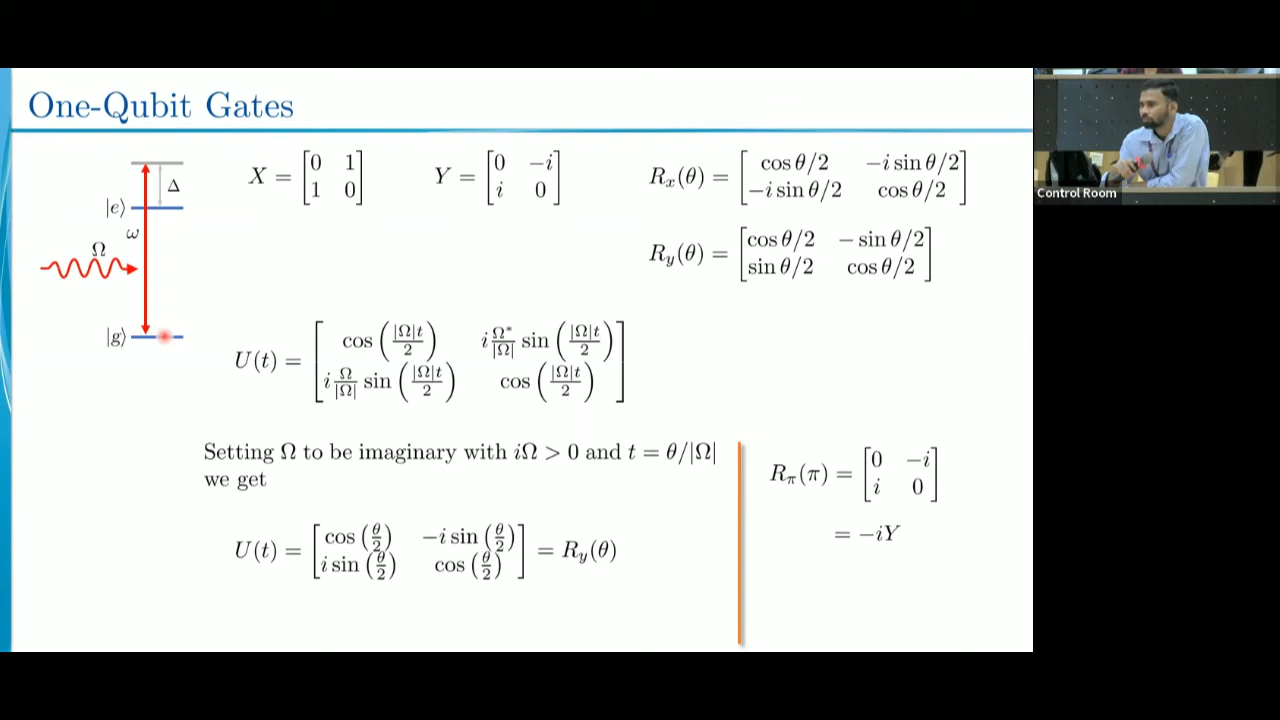 One-Qubit Gates
Δ
|e⟩
ω
Ω
|g⟩
X = [0 1; 1 0]
Y = [0 −i; i 0]
R_x(θ) = [cos θ/2 −i sin θ/2; −i sin θ/2 cos θ/2]
R_y(θ) = [cos θ/2 − sin θ/2; sin θ/2 cos θ/2]
U(t) = [cos (|Ω|t/2) i Ω*/|Ω| sin (|Ω|t/2); i Ω/|Ω| sin (|Ω|t/2) cos (|Ω|t/2)]
Setting Ω to be imaginary with iΩ > 0 and t = θ/|Ω|
we get
U(t) = [cos (θ/2) −i sin (θ/2); i sin (θ/2) cos (θ/2)] = R_y(θ)
R_π(π) = [0 −i; i 0]
= −iY
Control Room